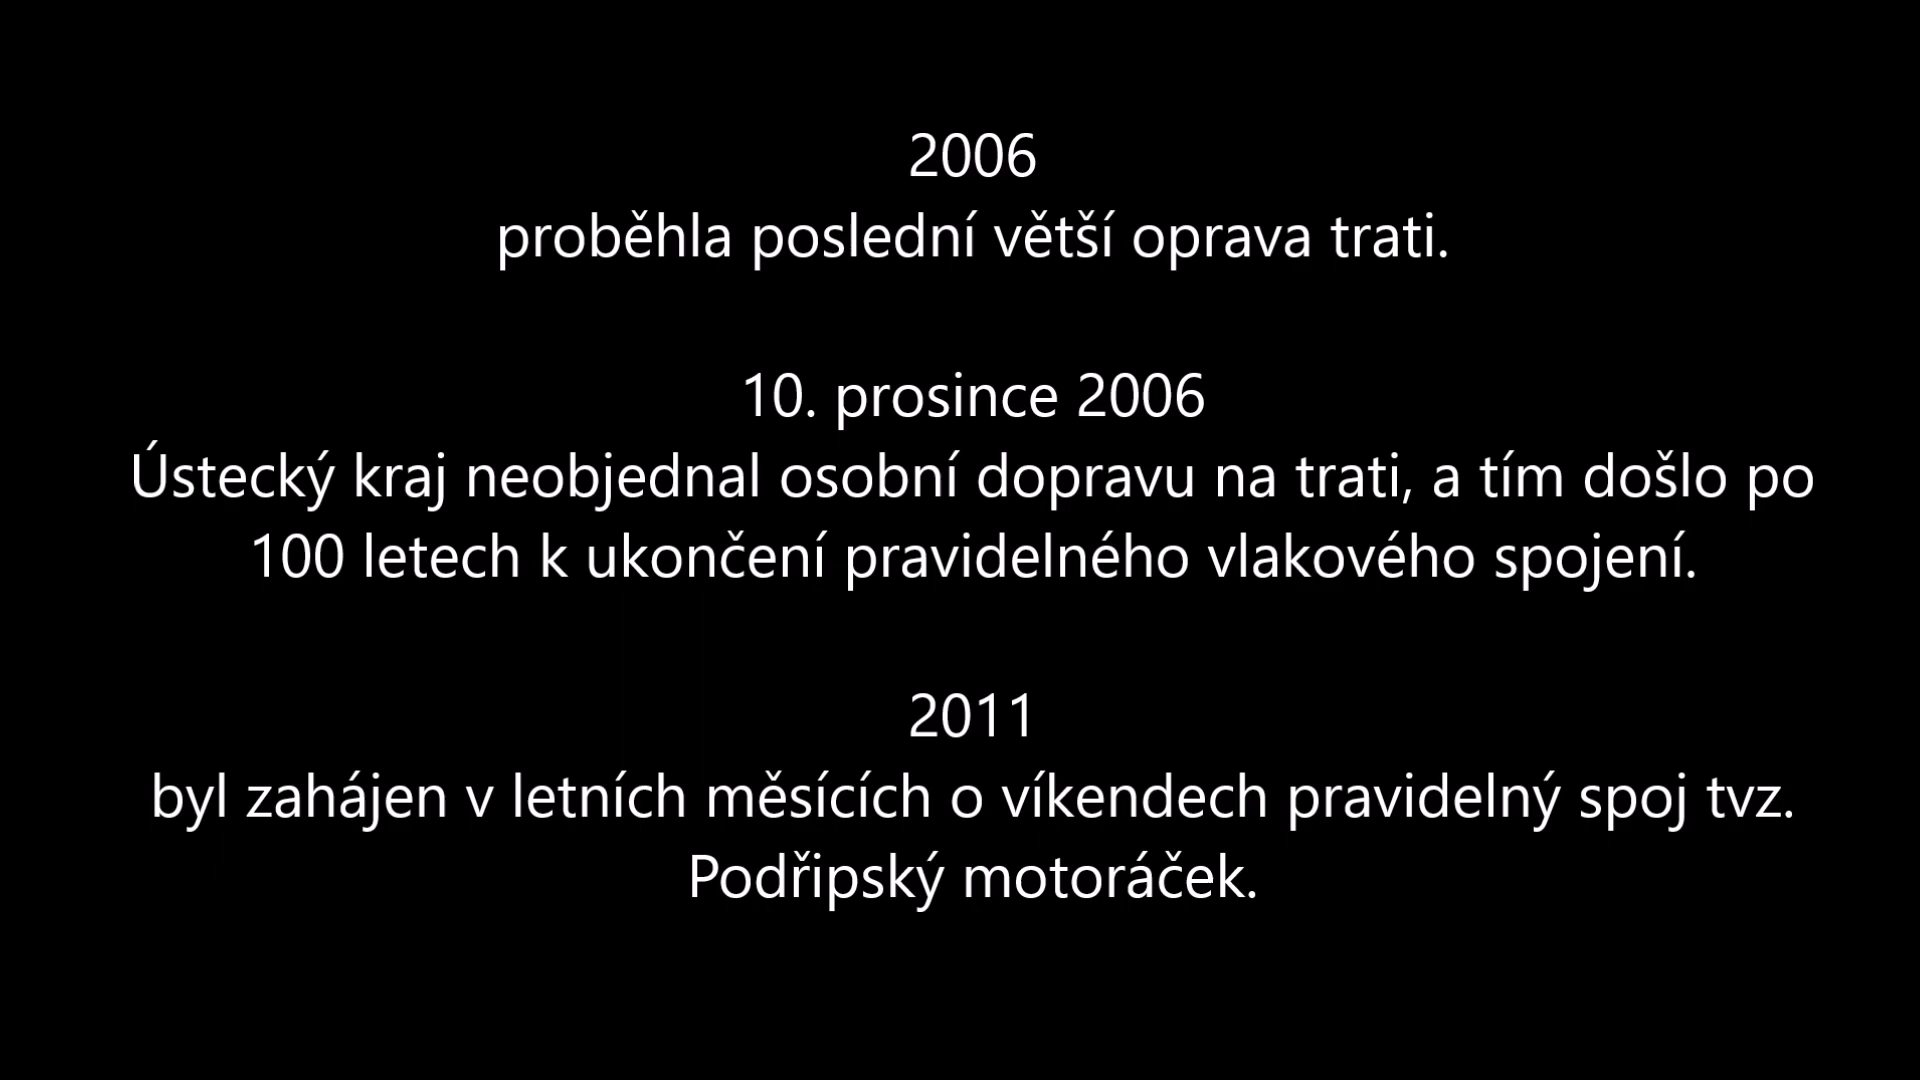 2006
proběhla poslední větší oprava trati.
10. prosince 2006
Ústecký kraj neobjednal osobní dopravu na trati, a tím došlo po
100 letech k ukončení pravidelného vlakového spojení.
2011
byl zahájen v letních měsících o víkendech pravidelný spoj tvz.
Podřipský motoráček.